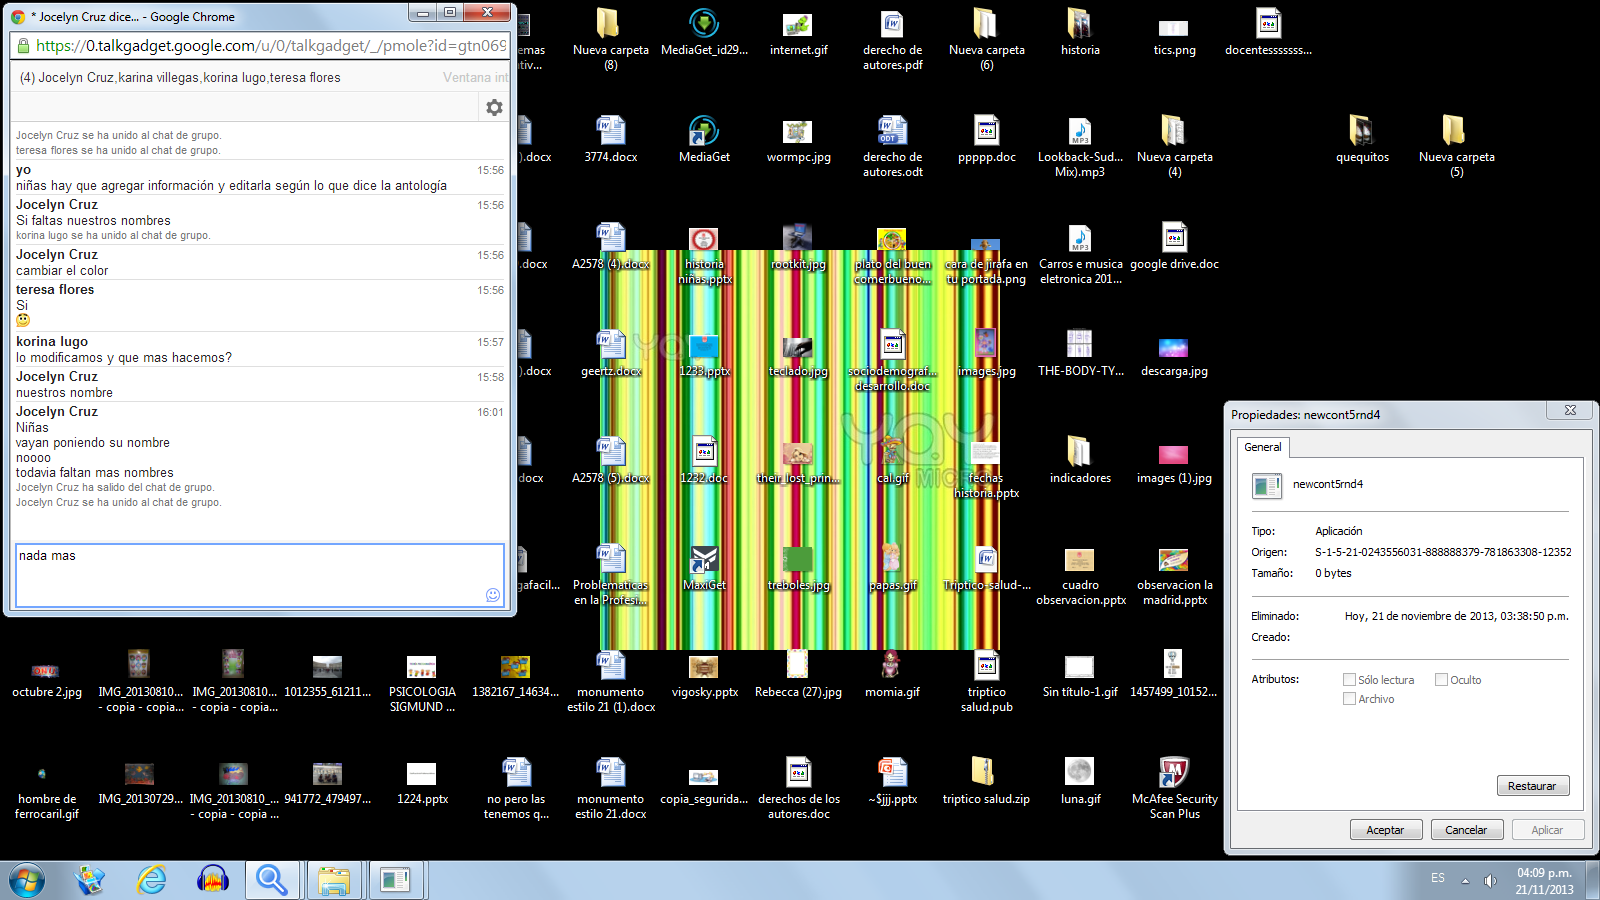 * Jocelyn Cruz dice... - Google Chrome
https://0.talkgadget.google.com/u/0/talkgadget/_/pmole?id=gtn069
(4) Jocelyn Cruz,karina villegas,korina lugo,teresa flores
Ventana int
Jocelyn Cruz se ha unido al chat de grupo.
teresa flores se ha unido al chat de grupo.
yo 15:56
niñas hay que agregar información y editarla según lo que dice la antología
Jocelyn Cruz 15:56
Si faltas nuestros nombres
korina lugo se ha unido al chat de grupo.
Jocelyn Cruz 15:56
cambiar el color
teresa flores 15:56
Si
korina lugo 15:57
lo modificamos y que mas hacemos?
Jocelyn Cruz 15:58
nuestros nombre
Jocelyn Cruz 16:01
Niñas
vayan poniendo su nombre
noooo
todavia faltan mas nombres
Jocelyn Cruz ha salido del chat de grupo.
Jocelyn Cruz se ha unido al chat de grupo.
nada mas
emas
ativ...
Nueva carpeta
(8)
MediaGet_id29...
internet.gif
derecho de
autores.pdf
Nueva carpeta
(6)
historia
tics.png
docentesssssss...
).docx
3774.docx
MediaGet
wormpc.jpg
derecho de
autores.odt
ppppp.doc
Lookback-Sud...
Mix).mp3
Nueva carpeta
(4)
quequitos
Nueva carpeta
(5)
.docx
A2578 (4).docx
historia
niñas.pptx
rootkit.jpg
plato del buen
comerbueno...
cara de jirafa en
tu portada.png
Carros e musica
eletronica 201...
google drive.doc
).docx
geertz.docx
1233.pptx
teclado.jpg
sociodemograf...
desarrollo.doc
images.jpg
THE-BODY-TY...
descarga.jpg
docx
A2578 (5).docx
1232.doc
their_lost_prin...
cal.gif
fechas
historia.pptx
indicadores
images (1).jpg
gafacil...
Problematicas
en la Profesi...
MaxiGet
treboles.jpg
papas.gif
Triptico-salud-...
cuadro
observacion.pptx
observacion la
madrid.pptx
octubre 2.jpg
IMG_20130810...
- copia - copia...
IMG_20130810...
- copia - copia...
1012355_61211...
PSICOLOGIA
SIGMUND ...
1382167_14634...
monumento
estilo 21 (1).docx
vigosky.pptx
Rebecca (27).jpg
momia.gif
triptico
salud.pub
Sin título-1.gif
1457499_10152...
hombre de
ferrocaril.gif
IMG_20130729...
IMG_20130810_...
- copia - copia ...
941772_479497...
1224.pptx
no pero las
tenemos q...
monumento
estilo 21.docx
copia_segurida...
derechos de los
autores.doc
~$jjj.pptx
triptico salud.zip
luna.gif
McAfee Security
Scan Plus
Propiedades: newcont5rnd4
General
newcont5rnd4
Tipo: Aplicación
Origen: S-1-5-21-0243556031-888888379-781863308-12352
Tamaño: 0 bytes
Eliminado: Hoy, 21 de noviembre de 2013, 03:38:50 p.m.
Creado:
Atributos: Sólo lectura Oculto
Archivo
Restaurar
Aceptar Cancelar Aplicar
ES
04:09 p.m.
21/11/2013